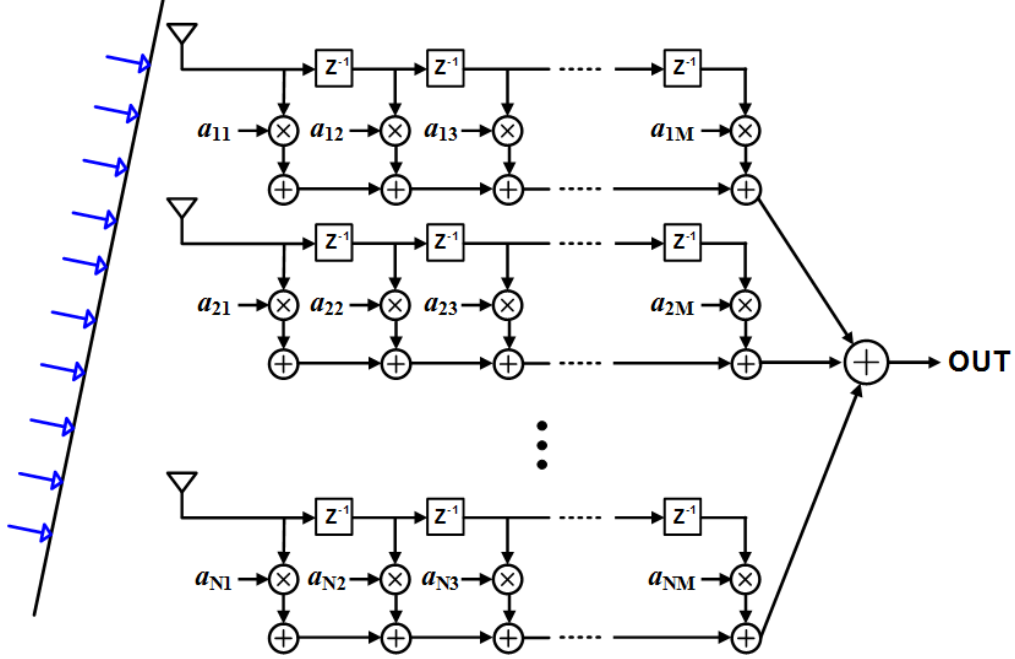 Z-1 Z-1 Z-1
a11 a12 a13 a1M
Z-1 Z-1 Z-1
a21 a22 a23 a2M
OUT
Z-1 Z-1 Z-1
aN1 aN2 aN3 aNM